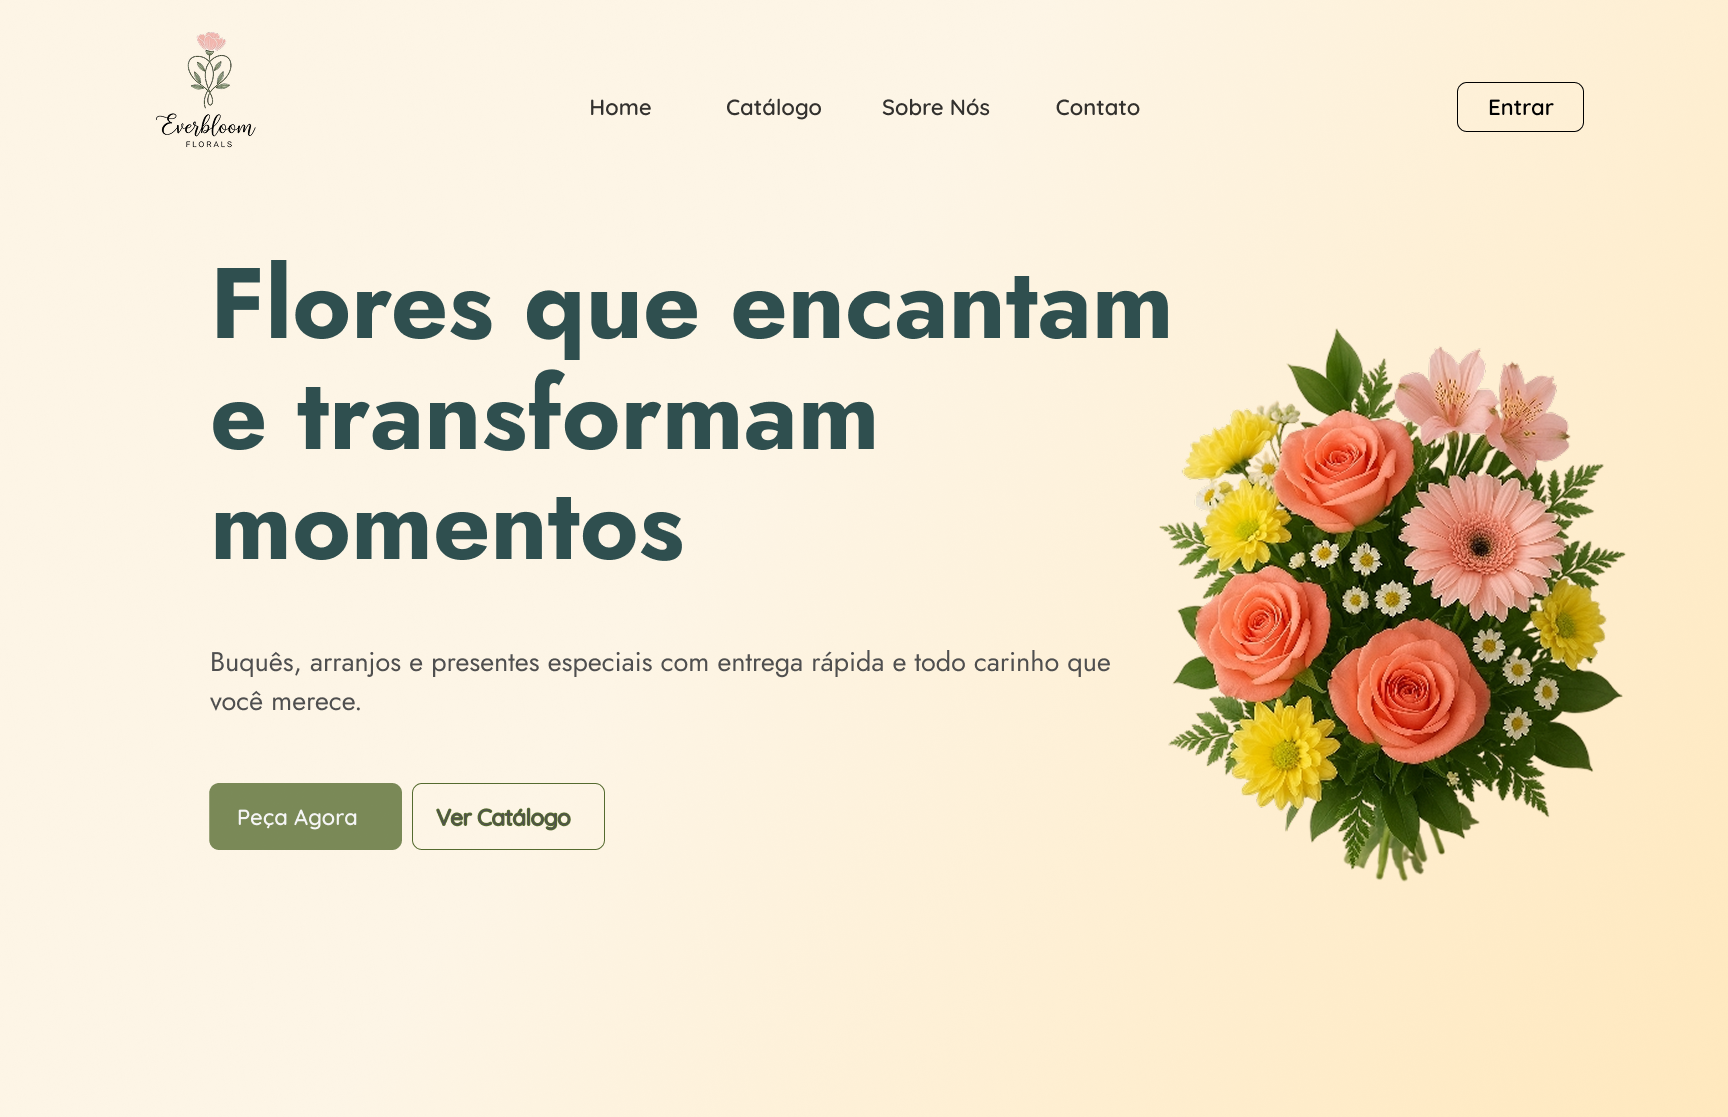 Everbloom
FLORALS
Home
Catálogo
Sobre Nós
Contato
Entrar
Flores que encantam
e transformam
momentos
Buquês, arranjos e presentes especiais com entrega rápida e todo carinho que
você merece.
Peça Agora
Ver Catálogo